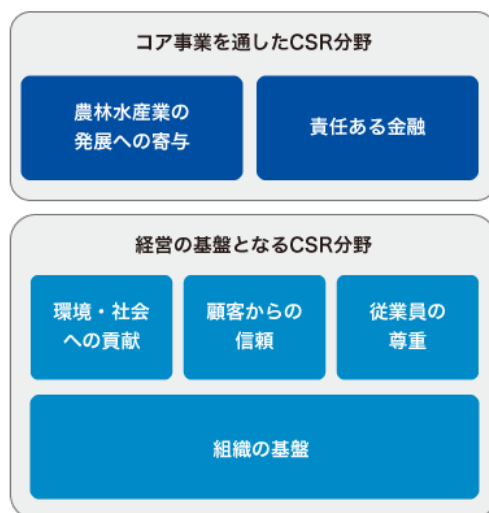 コア事業を通したCSR分野
農林水産業の
発展への寄与
責任ある金融
経営の基盤となるCSR分野
環境・社会
への貢献
顧客からの
信頼
従業員の
尊重
組織の基盤